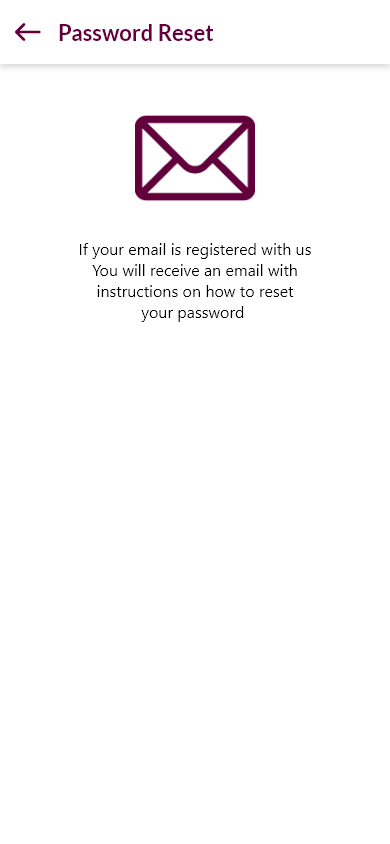 Password Reset
If your email is registered with us
You will receive an email with
instructions on how to reset
your password